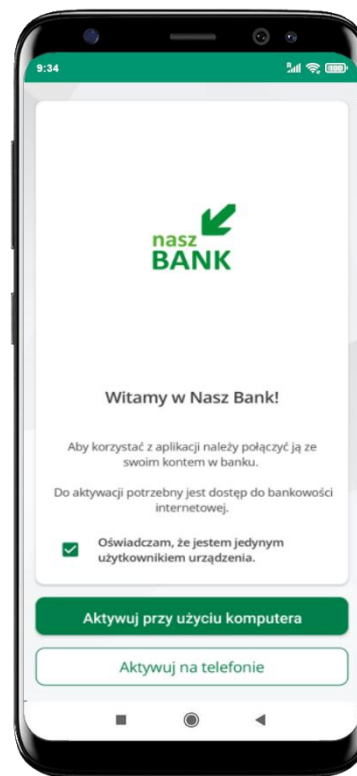 9:34
nasz
BANK
Witamy w Nasz Bank!
Aby korzystać z aplikacji należy połączyć ją ze
swoim kontem w banku.
Do aktywacji potrzebny jest dostęp do bankowości
internetowej.
Oświadczam, że jestem jedynym
użytkownikiem urządzenia.
Aktywuj przy użyciu komputera
Aktywuj na telefonie